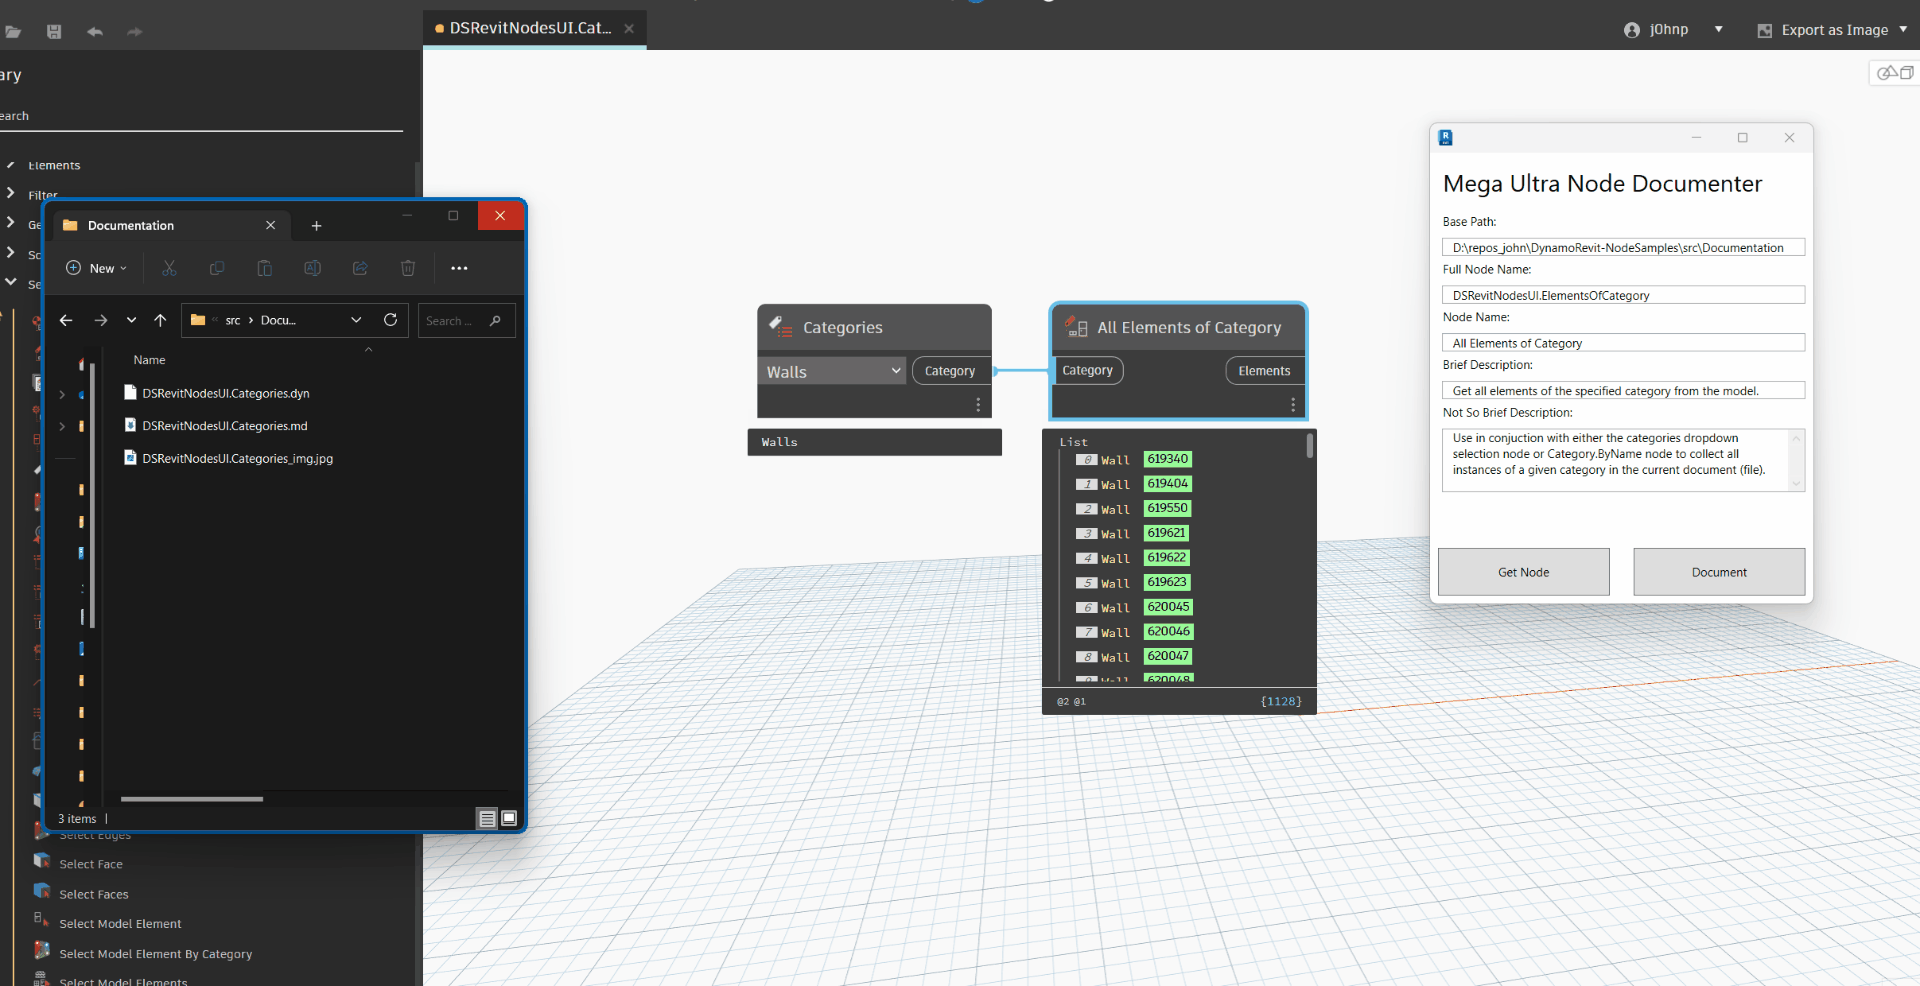 DSRevitNodesUI.Cat...
j0hnp
Export as Image
ary
earch
Elements
Filter
Ge
Sc
Se
Documentation
New
src
Docu...
Search ...
Name
DSRevitNodesUI.Categories.dyn
DSRevitNodesUI.Categories.md
DSRevitNodesUI.Categories_img.jpg
3 items
Select Edges
Select Face
Select Faces
Select Model Element
Select Model Element By Category
Select Model Elements
Categories
Walls
Category
Walls
All Elements of Category
Category
Elements
List
0 Wall 619340
1 Wall 619404
2 Wall 619550
3 Wall 619621
4 Wall 619622
5 Wall 619623
6 Wall 620045
7 Wall 620046
8 Wall 620047
9 Wall 620048
@2 @1
{1128}
Mega Ultra Node Documenter
Base Path:
D:\repos_john\DynamoRevit-NodeSamples\src\Documentation
Full Node Name:
DSRevitNodesUI.ElementsOfCategory
Node Name:
All Elements of Category
Brief Description:
Get all elements of the specified category from the model.
Not So Brief Description:
Use in conjuction with either the categories dropdown
selection node or Category.ByName node to collect all
instances of a given category in the current document (file).
Get Node
Document